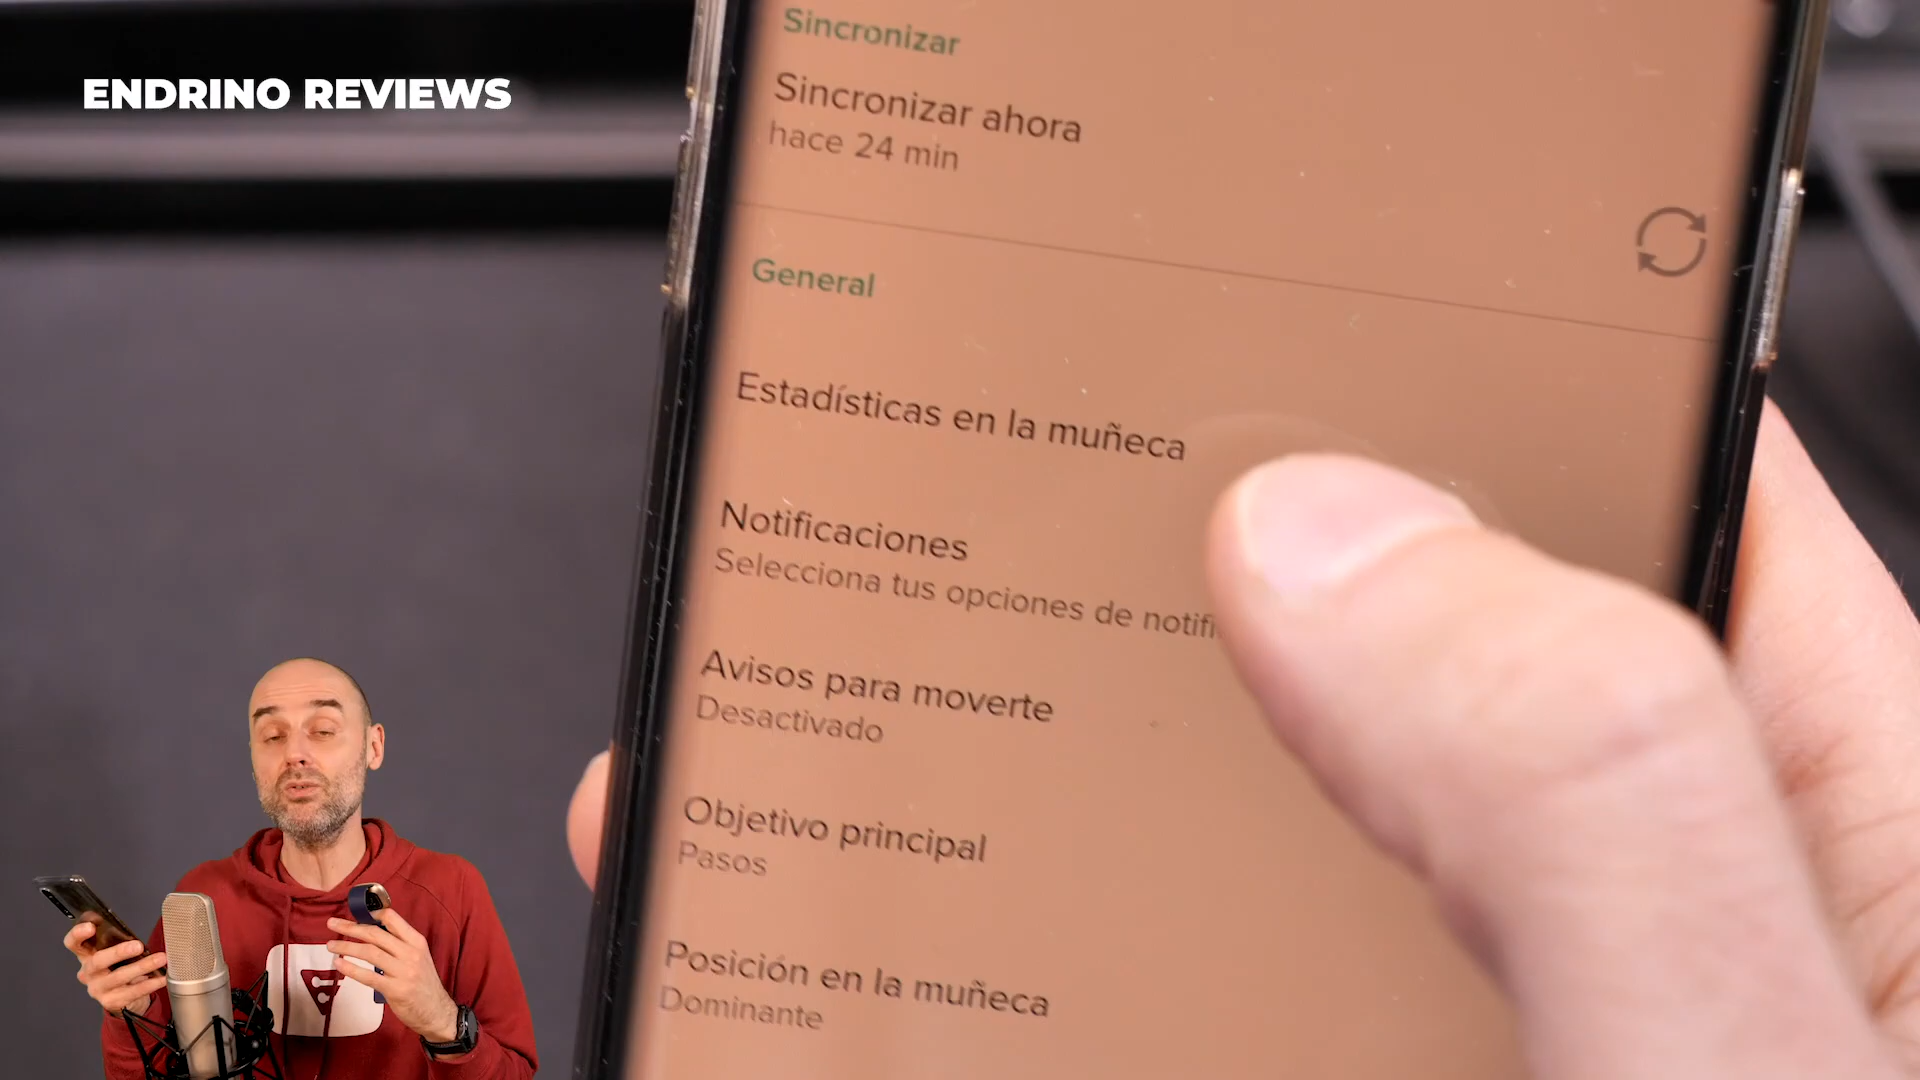 ENDRINO REVIEWS
Sincronizar
Sincronizar ahora
hace 24 min
General
Estadísticas en la muñeca
Notificaciones
Selecciona tus opciones de notifi
Avisos para moverte
Desactivado
Objetivo principal
Pasos
Posición en la muñeca
Dominante